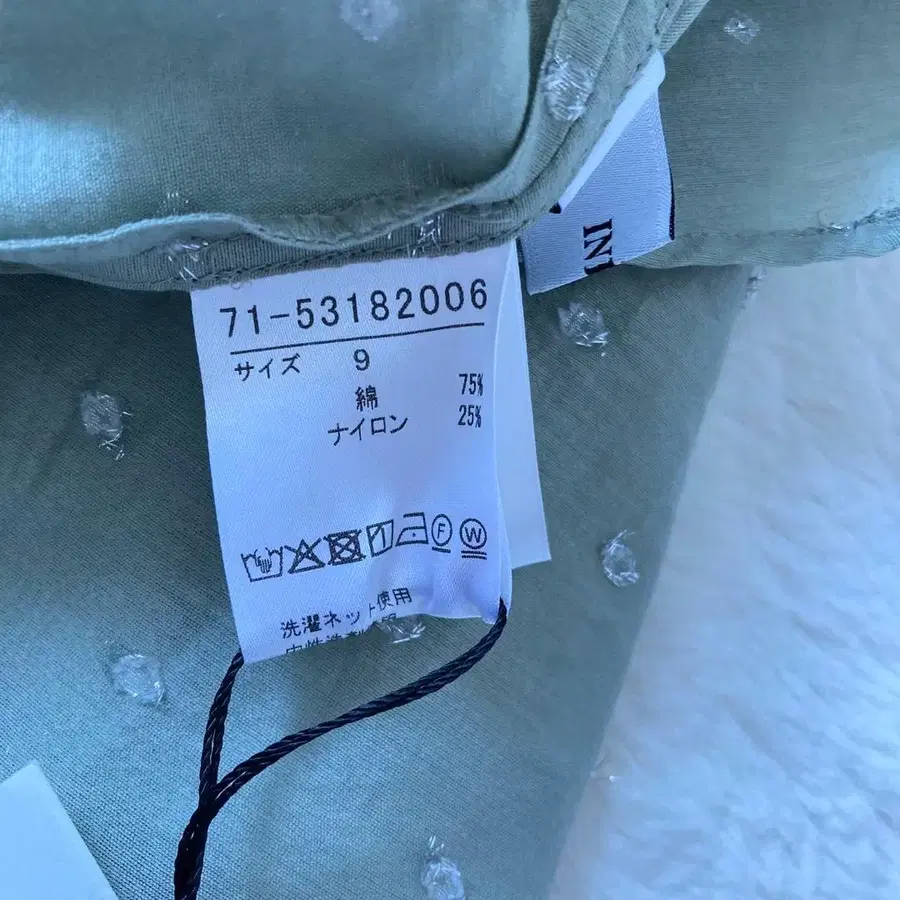 71-53182006
サイズ 9
綿 75%
ナイロン 25%
F W
洗濯ネット使用